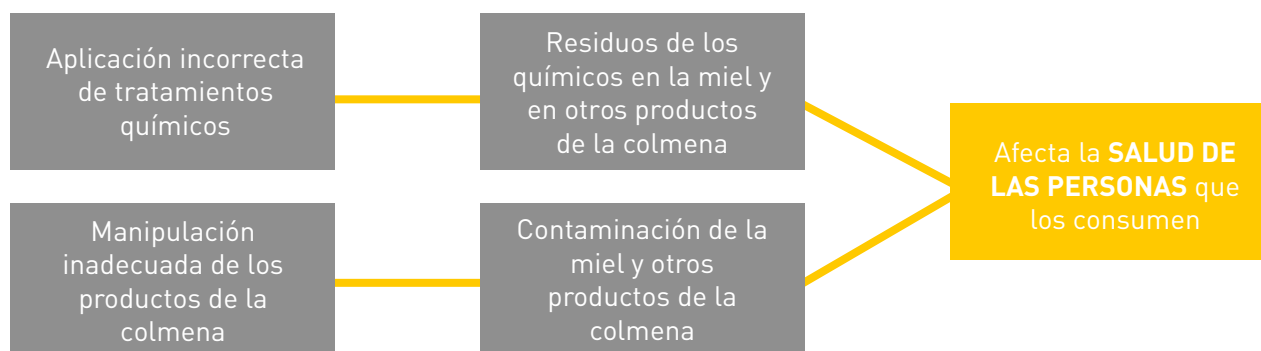 Aplicación incorrecta
de tratamientos
químicos
Residuos de los
químicos en la miel y
en otros productos
de la colmena
Manipulación
inadecuada de los
productos de la
colmena
Contaminación de la
miel y otros
productos de la
colmena
Afecta la SALUD DE
LAS PERSONAS que
los consumen